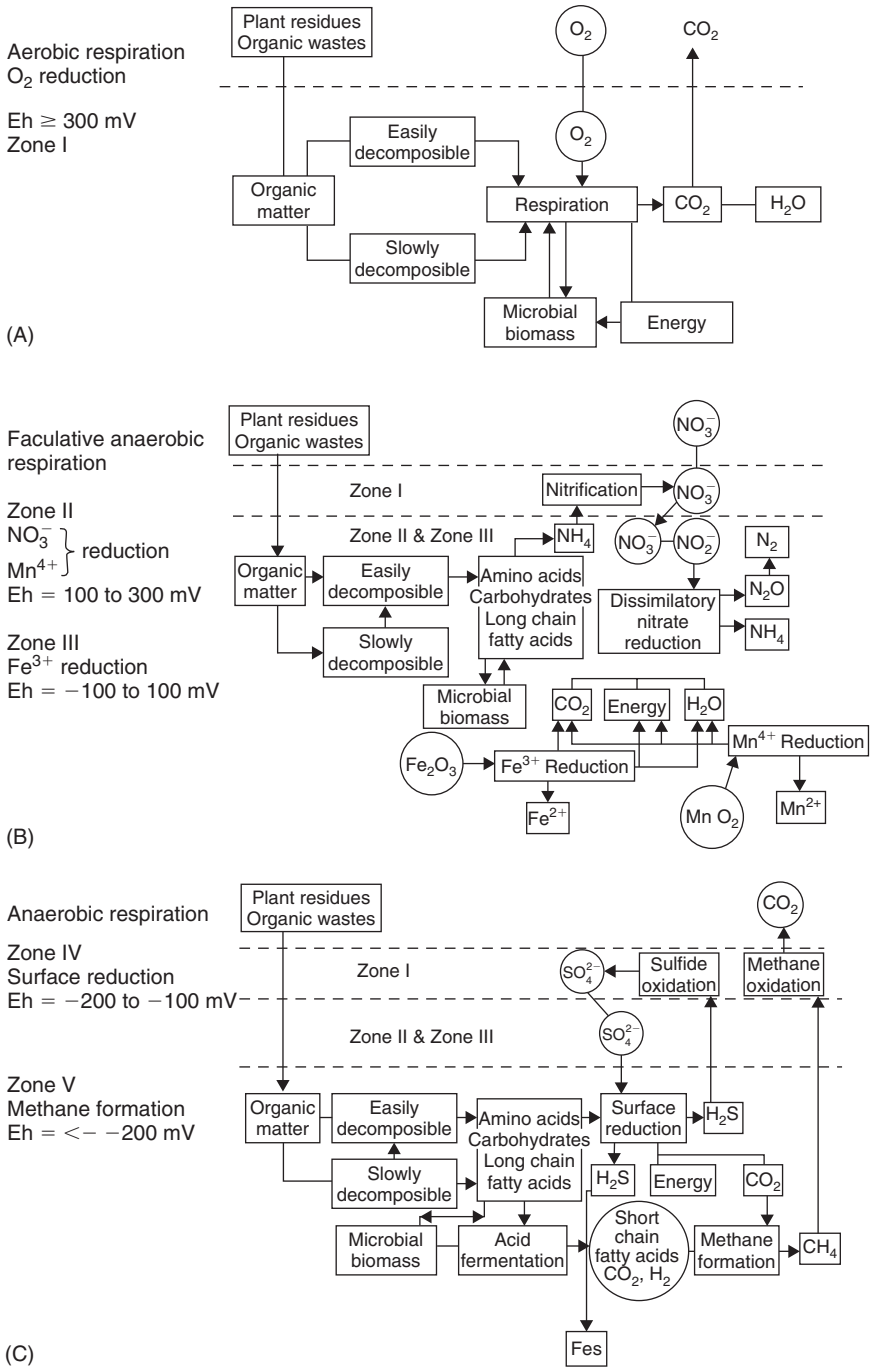 Plant residues
Organic wastes
O₂
CO₂
Aerobic respiration
O₂ reduction
Eh ≥ 300 mV
Zone I
Easily
decomposable
O₂
Organic
matter
Respiration
CO₂
H₂O
Slowly
decomposable
Microbial
biomass
Energy
(A)
Plant residues
Organic wastes
NO₃⁻
Faculative anaerobic
respiration
Zone I
Nitrification
NO₃⁻
Zone II
NO₃⁻
Mn⁴⁺
} reduction
Eh = 100 to 300 mV
Zone II & Zone III
NH₄
NO₃⁻
NO₂⁻
N₂
Organic
matter
Easily
decomposable
Amino acids
Carbohydrates
Long chain
fatty acids
N₂O
Dissimilatory
nitrate
reduction
NH₄
Zone III
Fe³⁺ reduction
Eh = −100 to 100 mV
Slowly
decomposable
Microbial
biomass
CO₂
Energy
H₂O
Fe₂O₃
Fe³⁺ Reduction
Mn⁴⁺ Reduction
Fe²⁺
Mn O₂
Mn²⁺
(B)
Plant residues
Organic wastes
CO₂
Anaerobic respiration
Zone IV
Surface reduction
Eh = −200 to −100 mV
Zone I
SO₄²⁻
Sulfide
oxidation
Methane
oxidation
Zone II & Zone III
SO₄²⁻
Zone V
Methane formation
Eh = <− −200 mV
Organic
matter
Easily
decomposable
Amino acids
Carbohydrates
Long chain
fatty acids
Surface
reduction
H₂S
Slowly
decomposable
H₂S
Energy
CO₂
Microbial
biomass
Acid
fermentation
Short
chain
fatty acids
CO₂, H₂
Methane
formation
CH₄
Fes
(C)